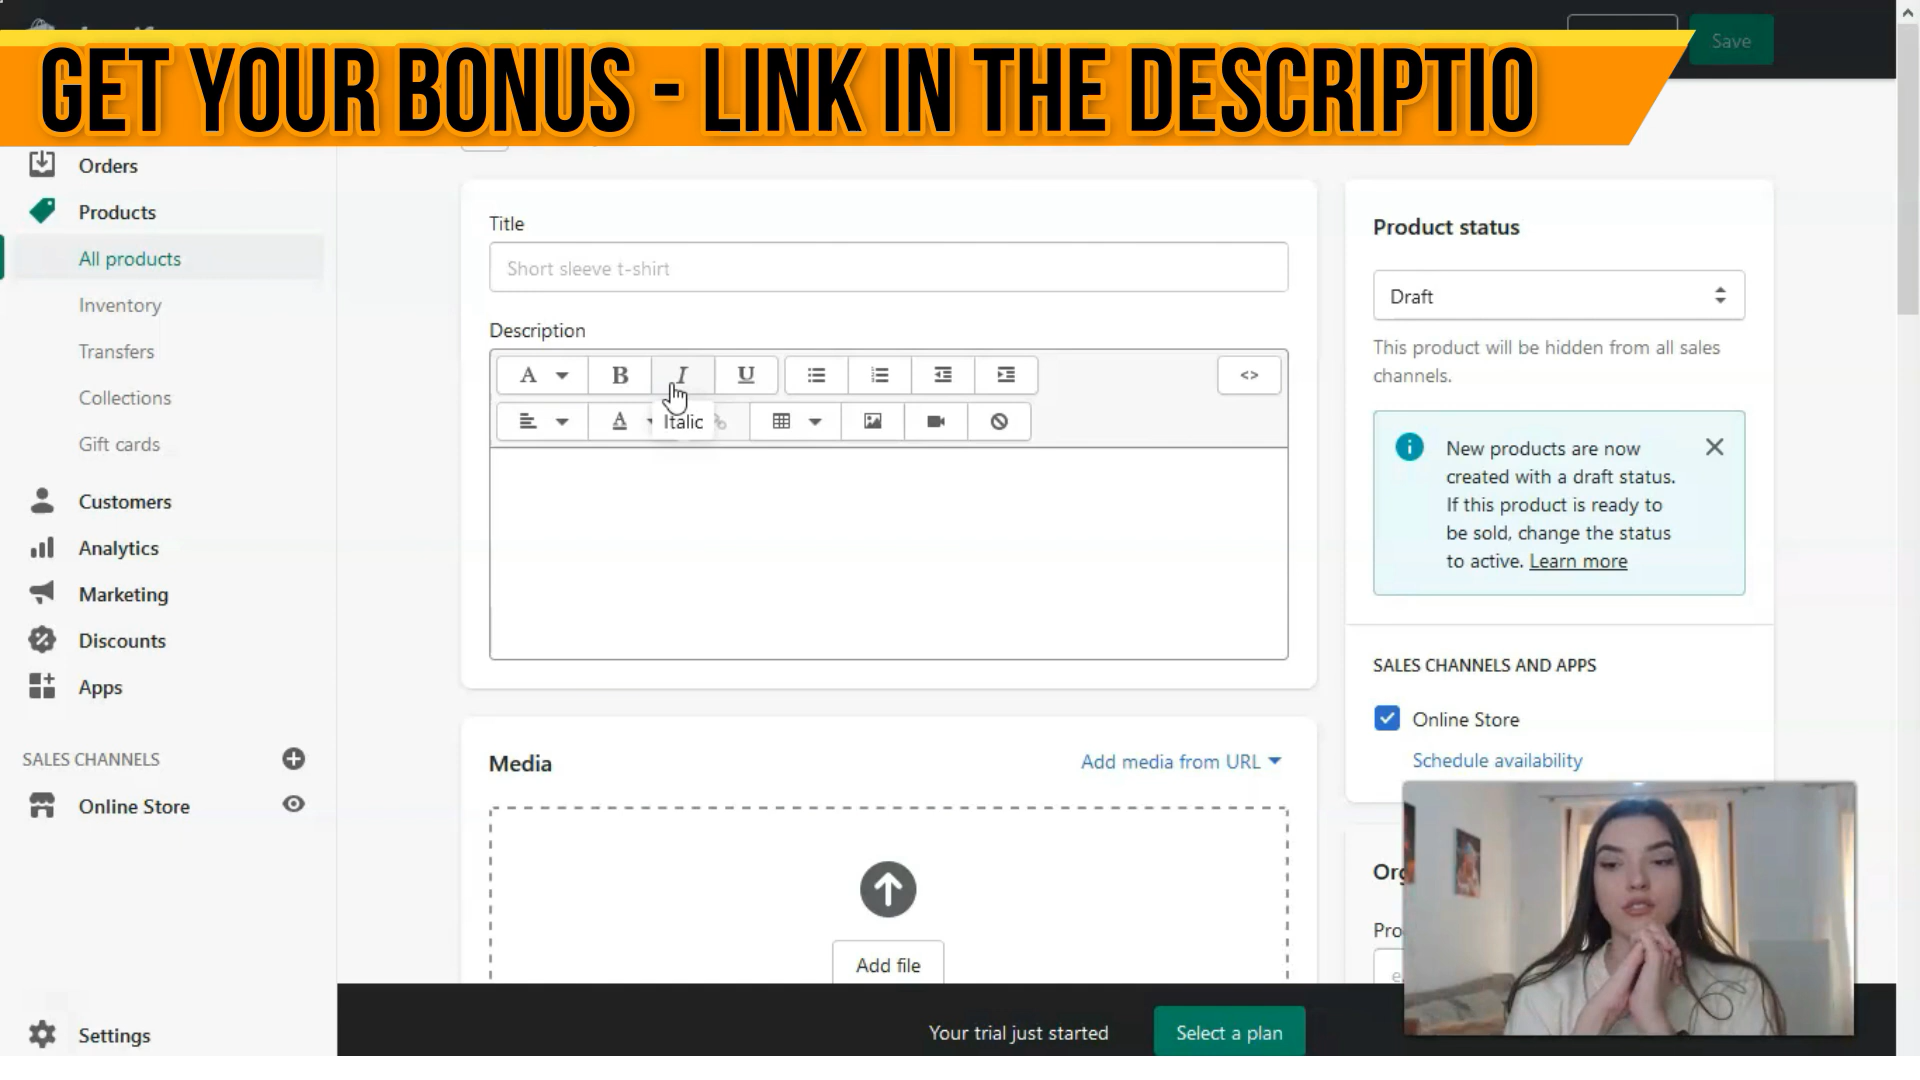 GET YOUR BONUS - LINK IN THE DESCRIPTIO
Save
Orders
Products
All products
Inventory
Transfers
Collections
Gift cards
Customers
Analytics
Marketing
Discounts
Apps
SALES CHANNELS
Online Store
Settings
Title
Short sleeve t-shirt
Description
A
B
I
U
<>
A
Italic
Media
Add media from URL
Add file
Product status
Draft
This product will be hidden from all sales
channels.
New products are now
created with a draft status.
If this product is ready to
be sold, change the status
to active. Learn more
SALES CHANNELS AND APPS
Online Store
Schedule availability
Org
Pro
Your trial just started
Select a plan